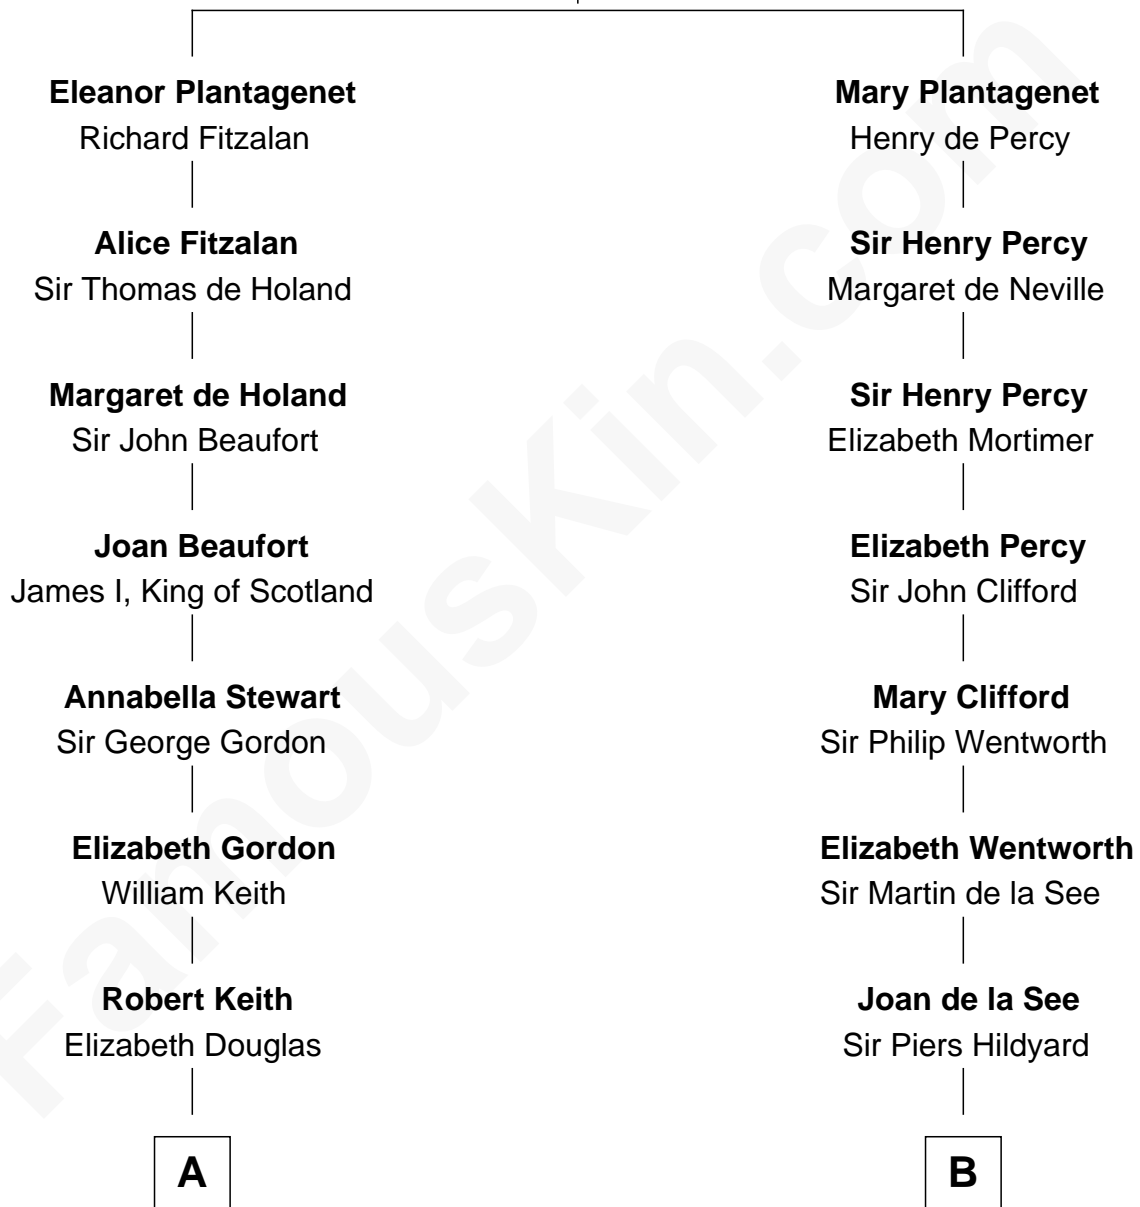 Eleanor Plantagenet
Richard Fitzalan
Alice Fitzalan
Sir Thomas de Holand
Margaret de Holand
Sir John Beaufort
Joan Beaufort
James I, King of Scotland
Annabella Stewart
Sir George Gordon
Elizabeth Gordon
William Keith
Robert Keith
Elizabeth Douglas
A
Mary Plantagenet
Henry de Percy
Sir Henry Percy
Margaret de Neville
Sir Henry Percy
Elizabeth Mortimer
Elizabeth Percy
Sir John Clifford
Mary Clifford
Sir Philip Wentworth
Elizabeth Wentworth
Sir Martin de la See
Joan de la See
Sir Piers Hildyard
B
FamousKin.com